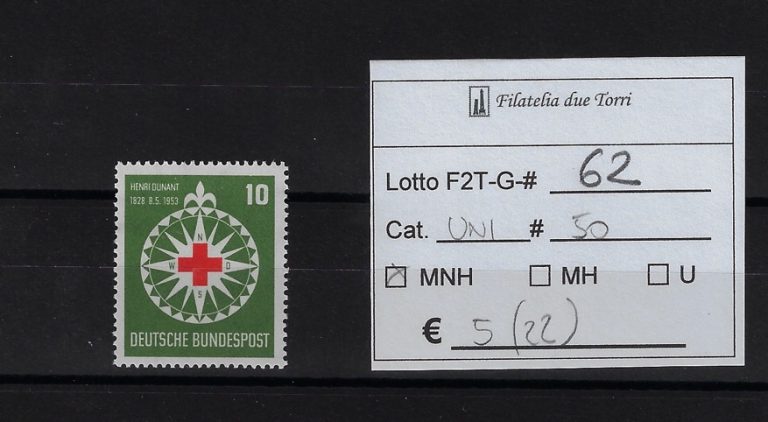 HENRI DUNANT
1828 8.5.1953
10
N
W D
S
DEUTSCHE BUNDESPOST
Filatelia due Torri
Lotto F2T-G-# 62
Cat. UNI # 50
MNH MH U
€ 5 (22)